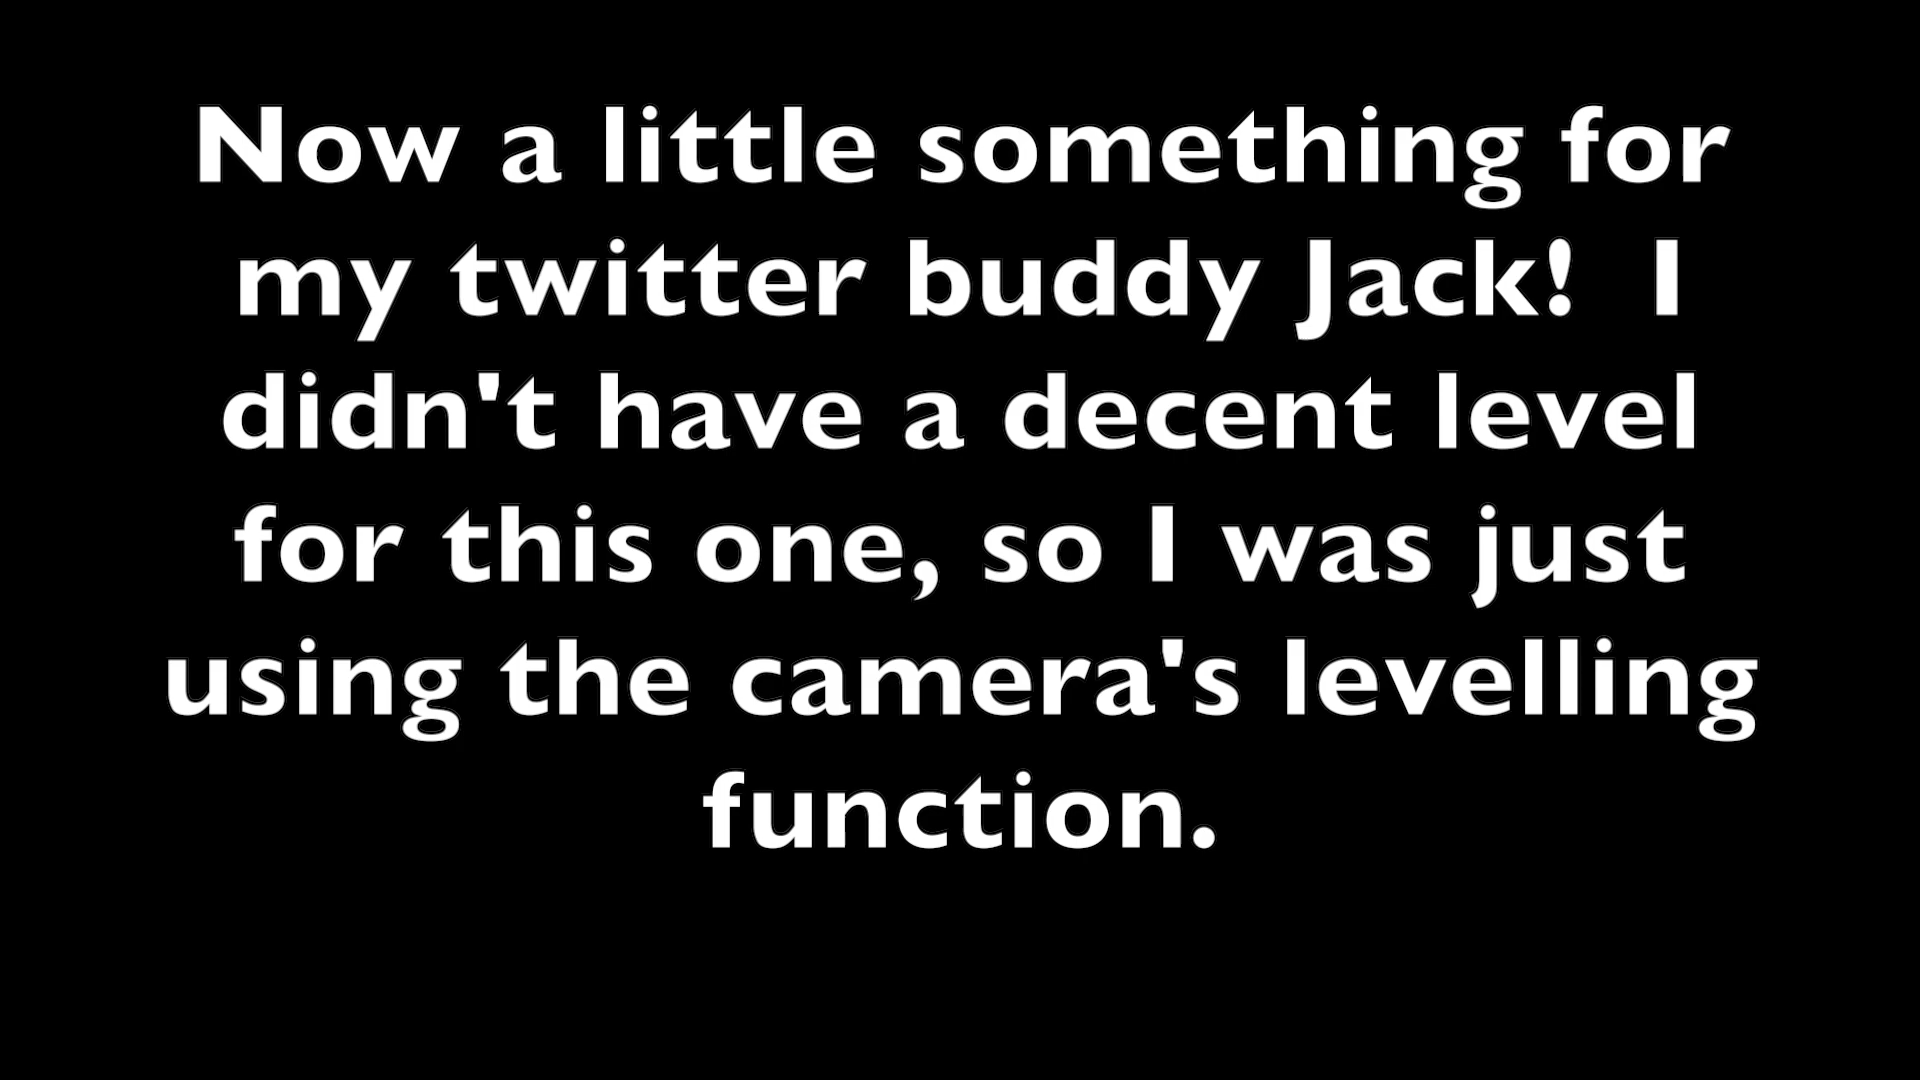 Now a little something for
my twitter buddy Jack!  I
didn't have a decent level
for this one, so I was just
using the camera's levelling
function.